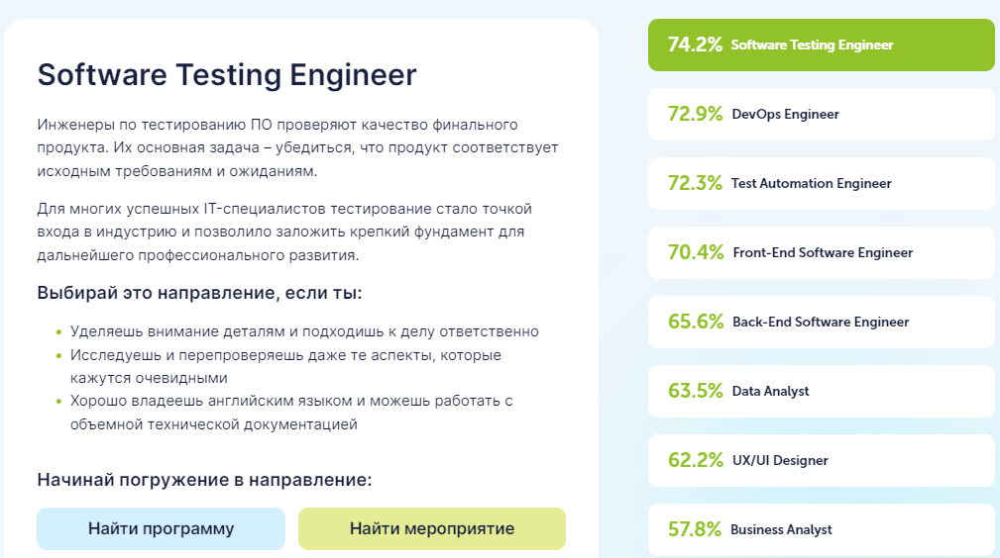 Software Testing Engineer
Инженеры по тестированию ПО проверяют качество финального
продукта. Их основная задача – убедиться, что продукт соответствует
исходным требованиям и ожиданиям.
Для многих успешных IT-специалистов тестирование стало точкой
входа в индустрию и позволило заложить крепкий фундамент для
дальнейшего профессионального развития.
Выбирай это направление, если ты:
• Уделяешь внимание деталям и подходишь к делу ответственно
• Исследуешь и перепроверяешь даже те аспекты, которые
кажутся очевидными
• Хорошо владеешь английским языком и можешь работать с
объемной технической документацией
Начинай погружение в направление:
Найти программу
Найти мероприятие
74.2% Software Testing Engineer
72.9% DevOps Engineer
72.3% Test Automation Engineer
70.4% Front-End Software Engineer
65.6% Back-End Software Engineer
63.5% Data Analyst
62.2% UX/UI Designer
57.8% Business Analyst